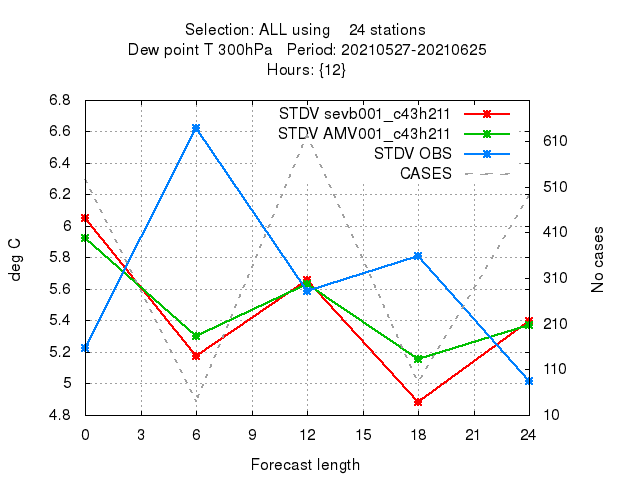 Selection: ALL using    24 stations
Dew point T 300hPa   Period: 20210527-20210625
Hours: {12}
STDV sevb001_c43h211
STDV AMV001_c43h211
STDV OBS
CASES
6.8
6.6
6.4
6.2
6
5.8
5.6
5.4
5.2
5
4.8
deg C
610
510
410
310
210
110
10
No cases
0 3 6 9 12 15 18 21 24
Forecast length